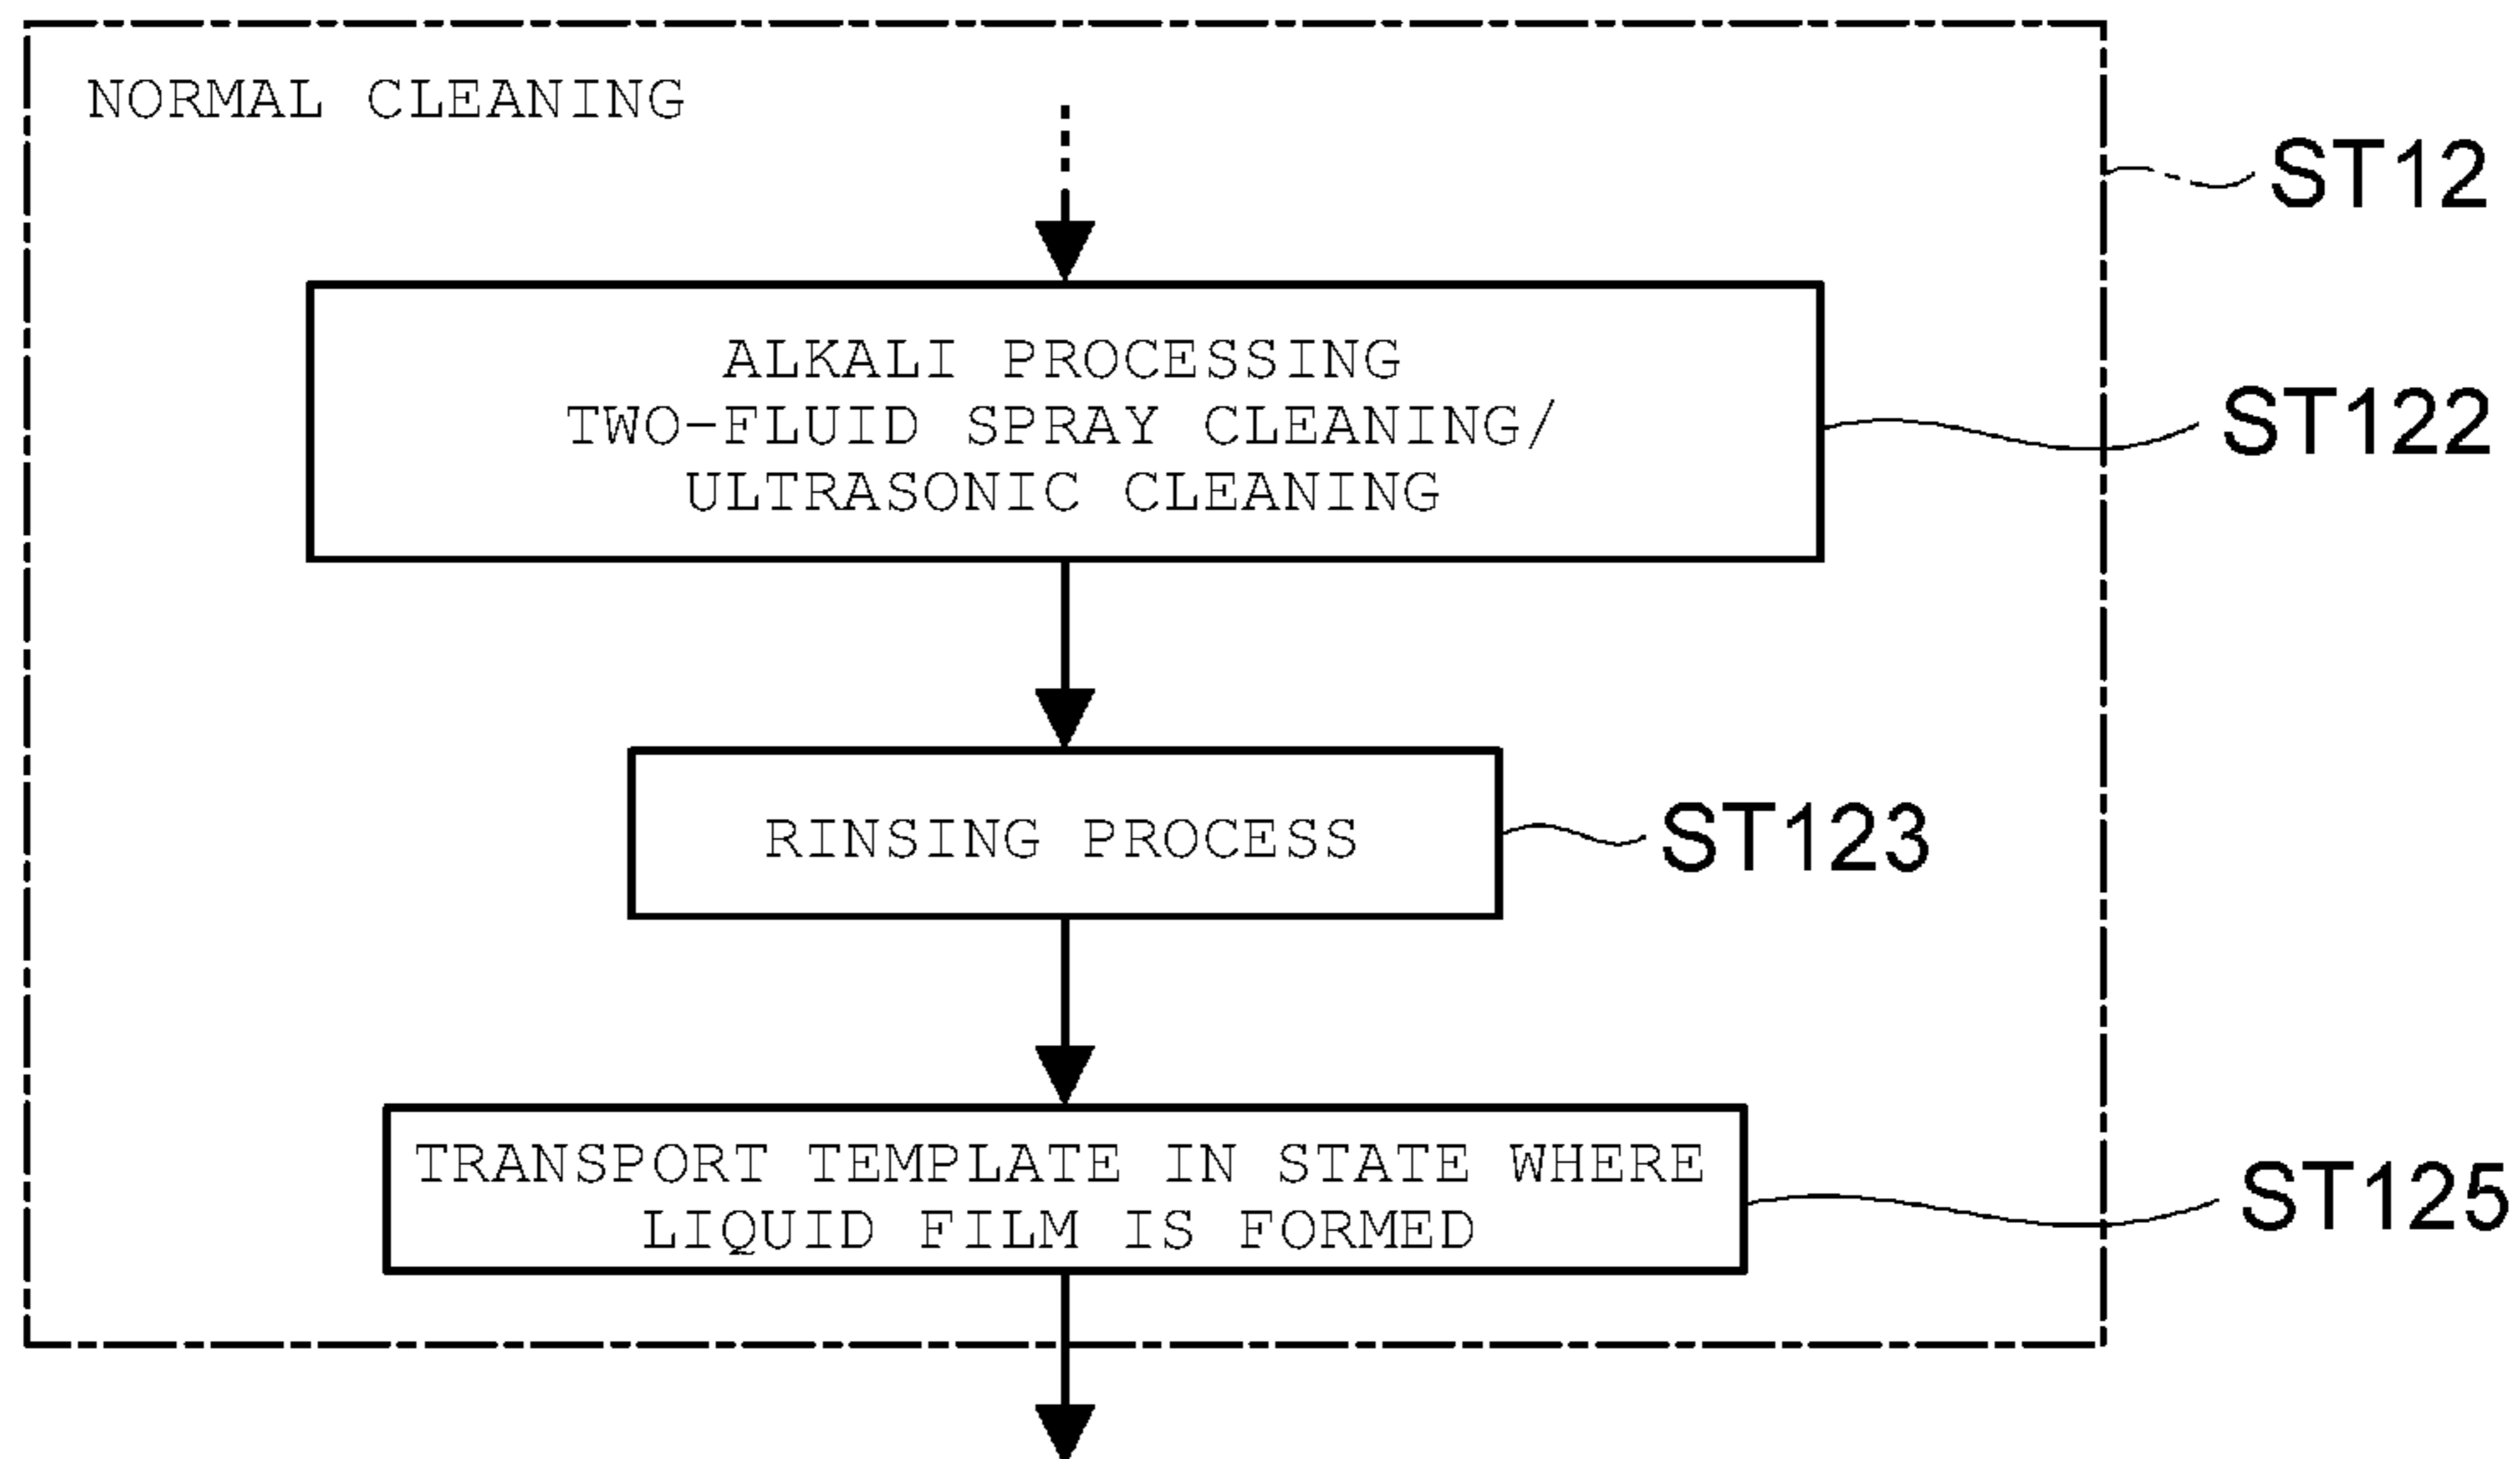 NORMAL CLEANING
ST12
ALKALI PROCESSING
TWO-FLUID SPRAY CLEANING/
ULTRASONIC CLEANING
ST122
RINSING PROCESS
ST123
TRANSPORT TEMPLATE IN STATE WHERE
LIQUID FILM IS FORMED
ST125